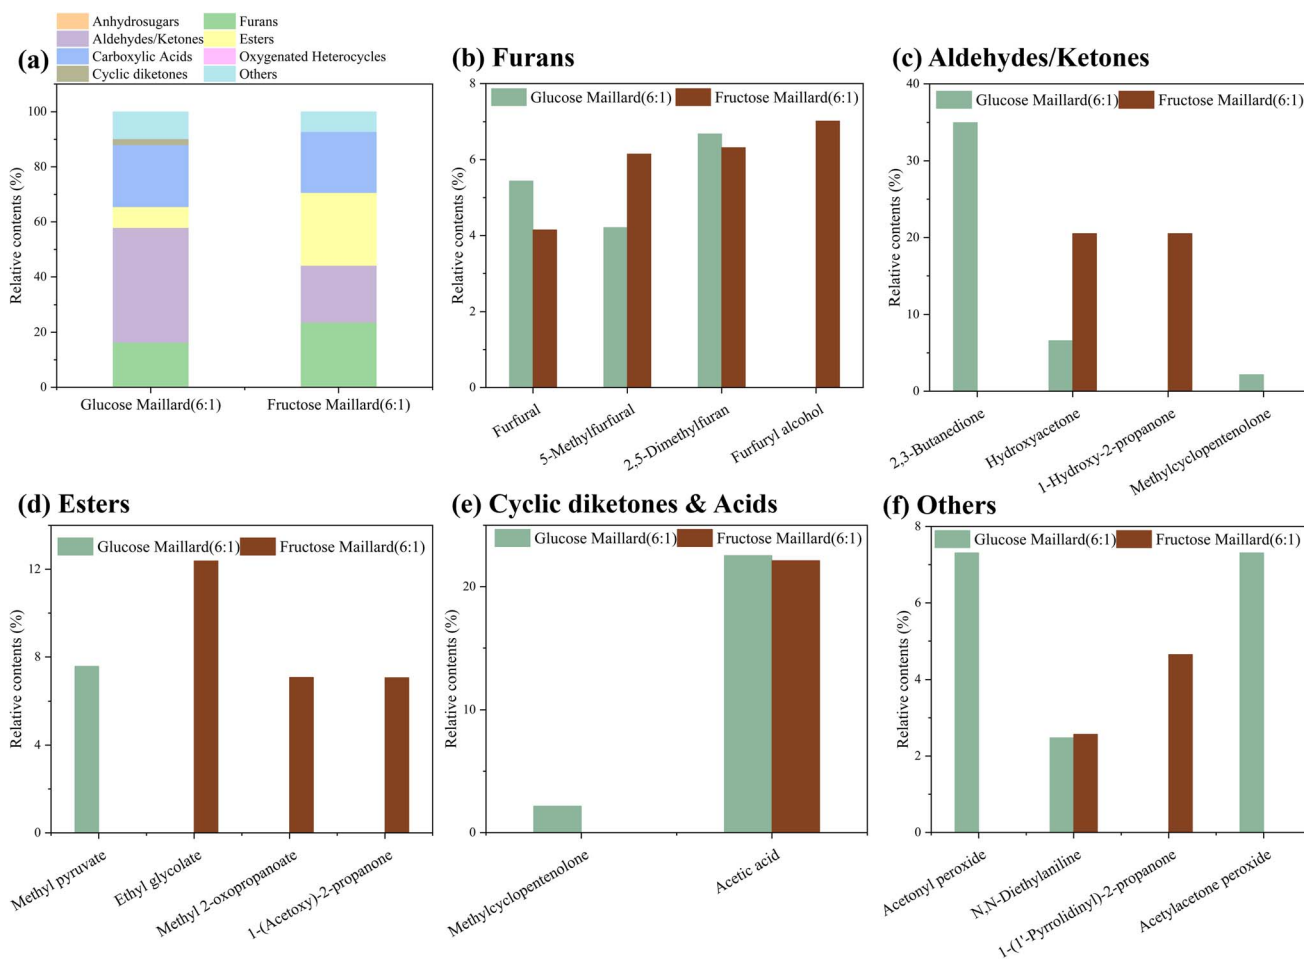 Anhydrosugars
Furans
Aldehydes/Ketones
Esters
Carboxylic Acids
Oxygenated Heterocycles
Cyclic diketones
Others
(a)
Relative contents (%)
100
80
60
40
20
0
Glucose Maillard(6:1)
Fructose Maillard(6:1)
(b) Furans
Glucose Maillard(6:1)
Fructose Maillard(6:1)
Relative contents (%)
8
6
4
2
0
Furfural
5-Methylfurfural
2,5-Dimethylfuran
Furfuryl alcohol
(c) Aldehydes/Ketones
Glucose Maillard(6:1)
Fructose Maillard(6:1)
Relative contents (%)
40
30
20
10
0
2,3-Butanedione
Hydroxyacetone
1-Hydroxy-2-propanone
Methylcyclopentenolone
(d) Esters
Glucose Maillard(6:1)
Fructose Maillard(6:1)
Relative contents (%)
12
8
4
0
Methyl pyruvate
Ethyl glycolate
Methyl 2-oxopropanoate
1-(Acetoxy)-2-propanone
(e) Cyclic diketones & Acids
Glucose Maillard(6:1)
Fructose Maillard(6:1)
Relative contents (%)
20
10
0
Methylcyclopentenolone
Acetic acid
(f) Others
Glucose Maillard(6:1)
Fructose Maillard(6:1)
Relative contents (%)
8
6
4
2
0
Acetonyl peroxide
N,N-Diethylaniline
1-(1'-Pyrrolidinyl)-2-propanone
Acetylacetone peroxide